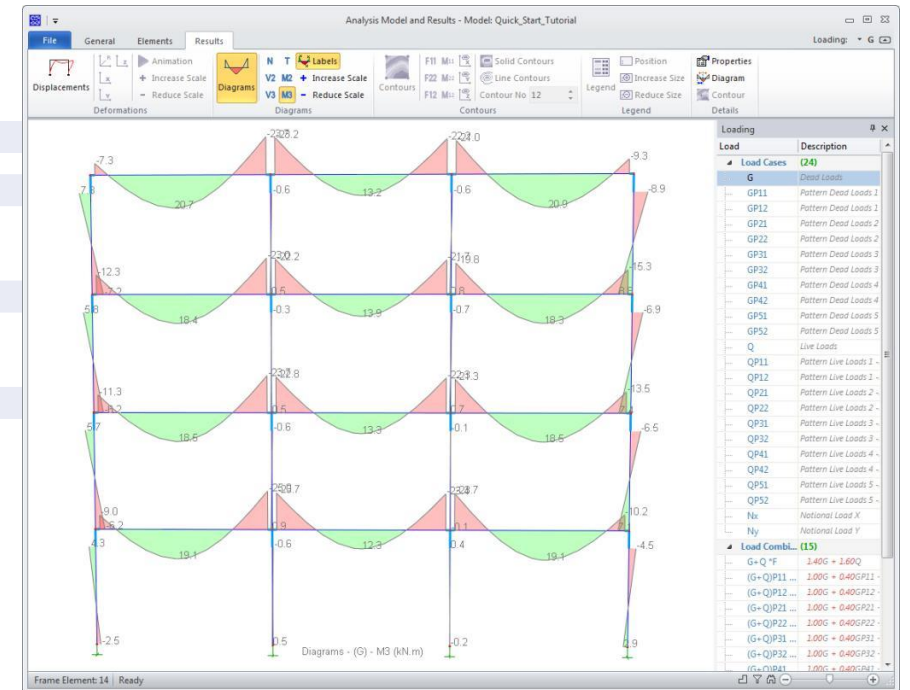 Analysis Model and Results - Model: Quick_Start_Tutorial
File General Elements Results Loading: G
Displacements
Animation
Increase Scale
Reduce Scale
Deformations
Diagrams
N T Labels
V2 M2 + Increase Scale
V3 M3 - Reduce Scale
Diagrams
Contours
F11 Solid Contours
F22 Line Contours
F12 Contour No 12
Contours
Legend
Position
Increase Size
Reduce Size
Legend
Properties
Diagram
Contour
Details
-7.3 -9.3
7.3 20.7 -0.6 13.2 -0.6 20.9 -8.9
-12.3 -15.3
5.8 18.4 -0.3 13.9 -0.7 18.3 -6.9
-11.3 -13.5
5.7 18.6 -0.6 13.3 -0.1 18.6 -6.5
-9.0 -10.2
4.3 19.1 -0.6 12.3 0.4 19.1 -4.5
-2.5 0.5 -0.2 2.9
Diagrams - (G) - M3 (kN.m)
Loading
Load Description
Load Cases (24)
G Dead Loads
GP11 Pattern Dead Loads 1
GP12 Pattern Dead Loads 1
GP21 Pattern Dead Loads 2
GP22 Pattern Dead Loads 2
GP31 Pattern Dead Loads 3
GP32 Pattern Dead Loads 3
GP41 Pattern Dead Loads 4
GP42 Pattern Dead Loads 4
GP51 Pattern Dead Loads 5
GP52 Pattern Dead Loads 5
Q Live Loads
QP11 Pattern Live Loads 1 -
QP12 Pattern Live Loads 1 -
QP21 Pattern Live Loads 2 -
QP22 Pattern Live Loads 2 -
QP31 Pattern Live Loads 3 -
QP32 Pattern Live Loads 3 -
QP41 Pattern Live Loads 4 -
QP42 Pattern Live Loads 4 -
QP51 Pattern Live Loads 5 -
QP52 Pattern Live Loads 5 -
Nx Notional Load X
Ny Notional Load Y
Load Combi... (15)
G+Q *F 1.40G + 1.60Q
(G+Q)P11 ... 1.00G + 0.40GP11 -
(G+Q)P12 ... 1.00G + 0.40GP12 -
(G+Q)P21 ... 1.00G + 0.40GP21 -
(G+Q)P22 ... 1.00G + 0.40GP22 -
(G+Q)P31 ... 1.00G + 0.40GP31 -
(G+Q)P32 ... 1.00G + 0.40GP32 -
(G+Q)P41 1.00G + 0.40GP41 -
Frame Element: 14 Ready